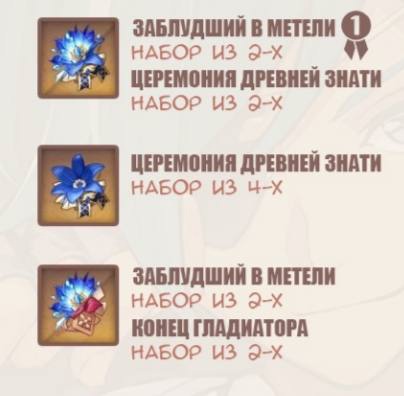 ЗАБЛУДШИЙ В МЕТЕЛИ 1
НАБОР ИЗ 2-Х
ЦЕРЕМОНИЯ ДРЕВНЕЙ ЗНАТИ
НАБОР ИЗ 2-Х
ЦЕРЕМОНИЯ ДРЕВНЕЙ ЗНАТИ
НАБОР ИЗ 4-Х
ЗАБЛУДШИЙ В МЕТЕЛИ
НАБОР ИЗ 2-Х
КОНЕЦ ГЛАДИАТОРА
НАБОР ИЗ 2-Х